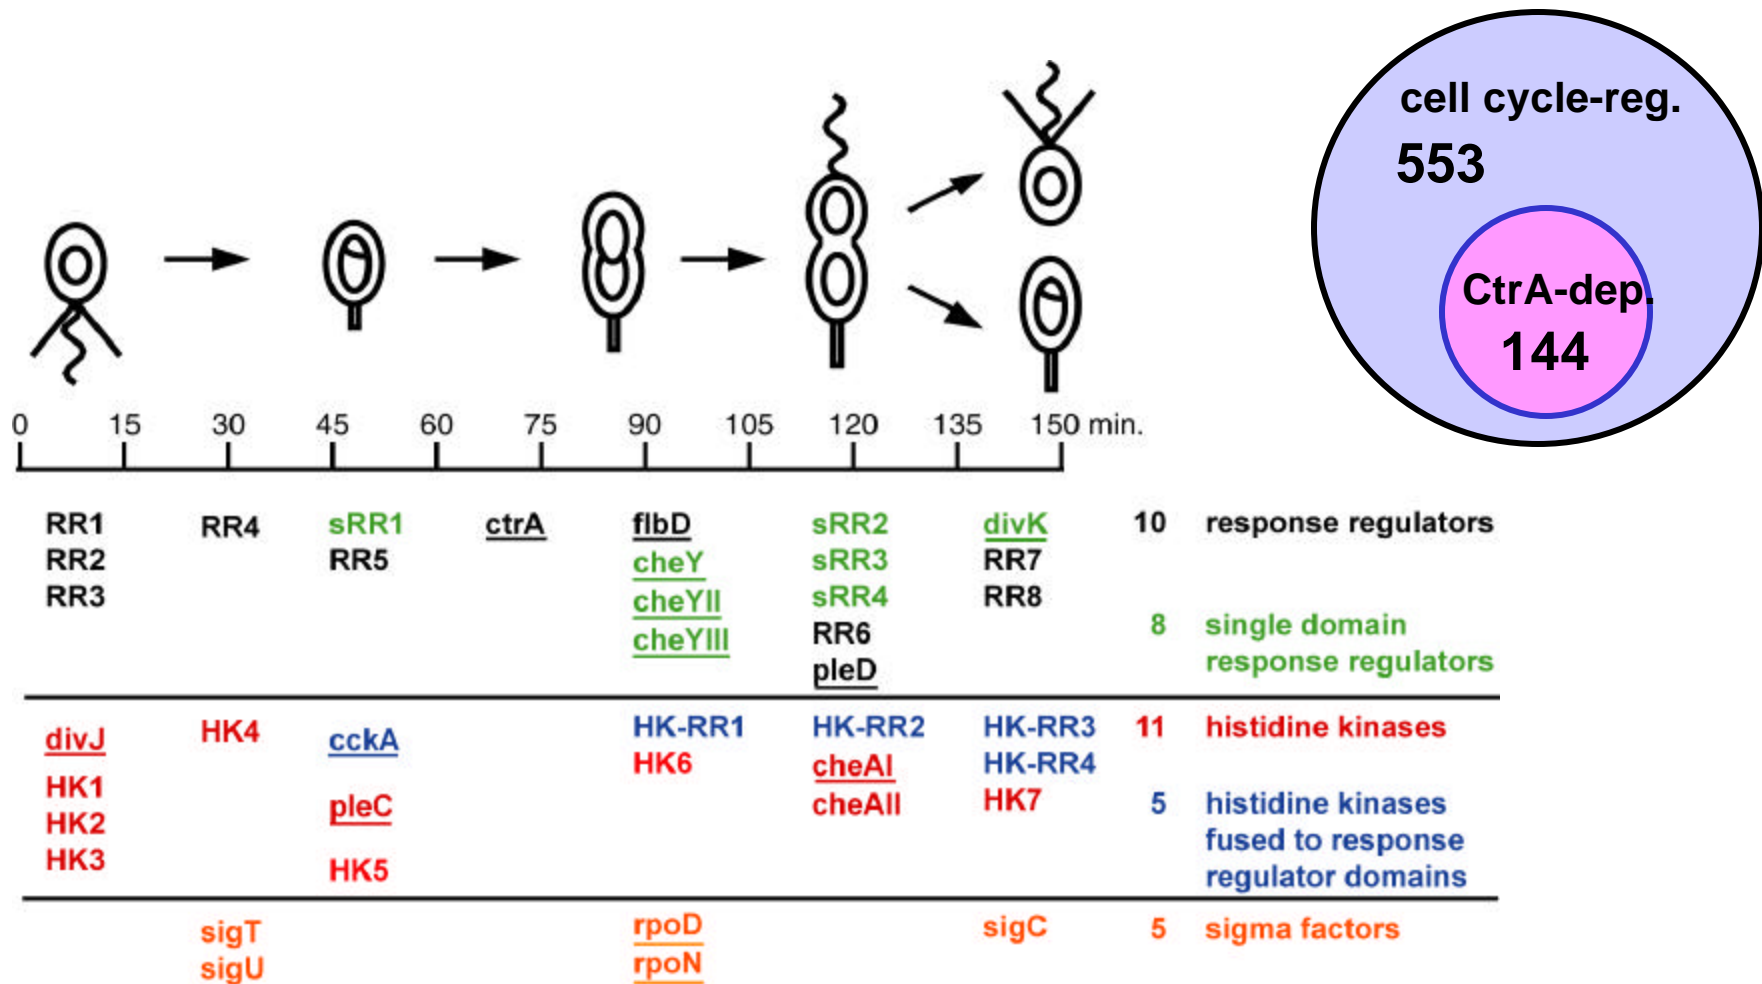 cell cycle-reg.
553
CtrA-dep.
144
0 15 30 45 60 75 90 105 120 135 150 min.
RR1 RR4 sRR1 ctrA flbD sRR2 divK 10 response regulators
RR2 RR5 cheY sRR3 RR7
RR3 cheYII sRR4 RR8
cheYIII RR6 8 single domain
pleD response regulators
divJ HK4 cckA HK-RR1 HK-RR2 HK-RR3 11 histidine kinases
HK1 pleC HK6 cheAI HK-RR4
HK2 cheAII HK7 5 histidine kinases
HK3 HK5 fused to response
regulator domains
sigT rpoD sigC 5 sigma factors
sigU rpoN